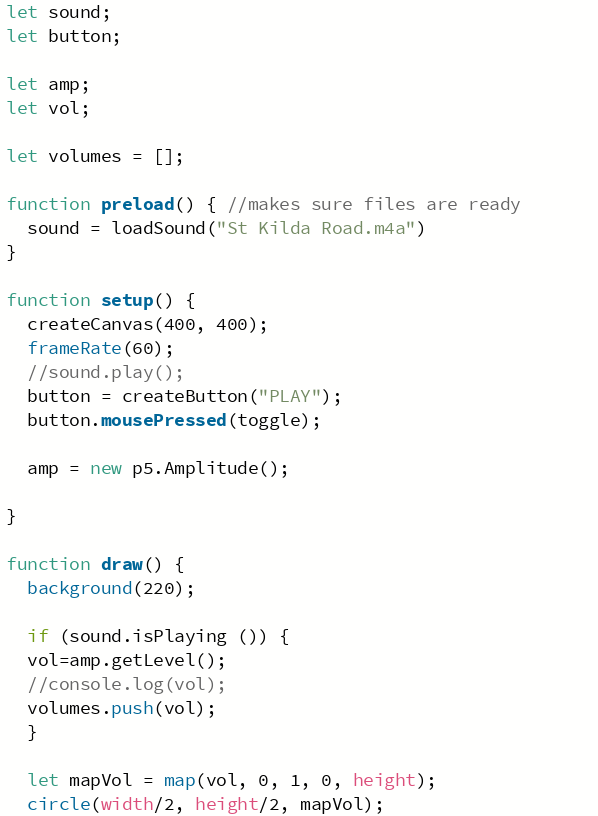 let sound;
let button;

let amp;
let vol;

let volumes = [];

function preload() { //makes sure files are ready
  sound = loadSound("St Kilda Road.m4a")
}

function setup() {
  createCanvas(400, 400);
  frameRate(60);
  //sound.play();
  button = createButton("PLAY");
  button.mousePressed(toggle);

  amp = new p5.Amplitude();

}

function draw() {
  background(220);

  if (sound.isPlaying ()) {
  vol=amp.getLevel();
  //console.log(vol);
  volumes.push(vol);
  }

  let mapVol = map(vol, 0, 1, 0, height);
  circle(width/2, height/2, mapVol);